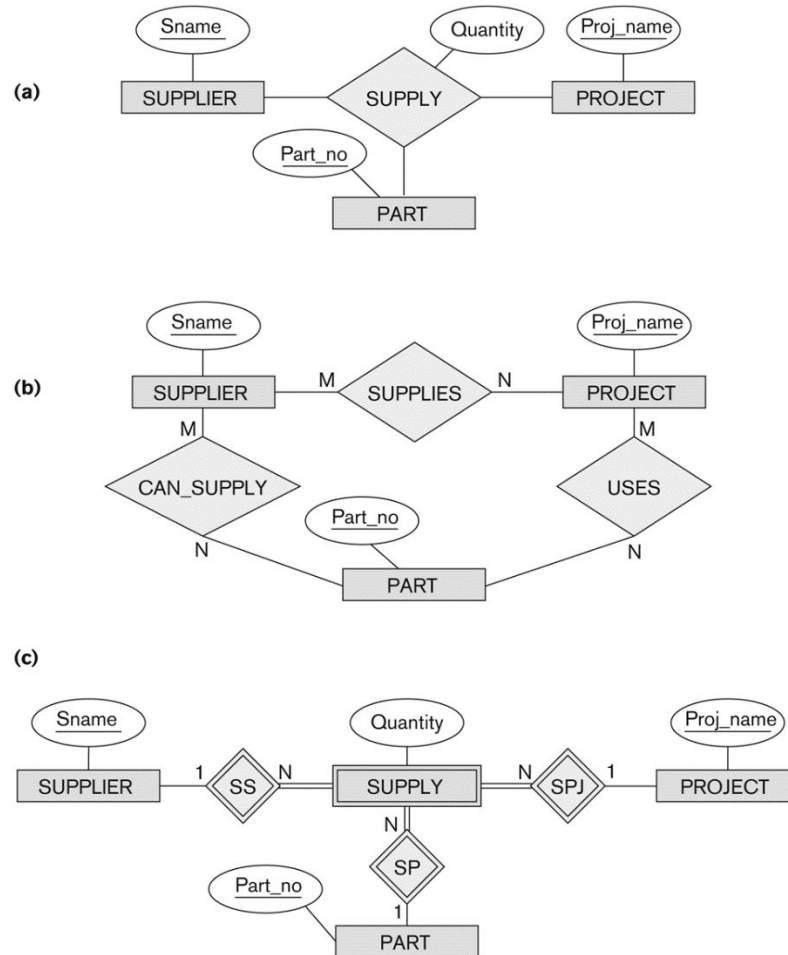 (a)
Sname
Quantity
Proj_name
SUPPLIER
SUPPLY
PROJECT
Part_no
PART
(b)
Sname
Proj_name
SUPPLIER
M
SUPPLIES
N
PROJECT
M
M
CAN_SUPPLY
USES
Part_no
N
N
PART
(c)
Sname
Quantity
Proj_name
SUPPLIER
1
SS
N
SUPPLY
N
SPJ
1
PROJECT
N
SP
Part_no
1
PART